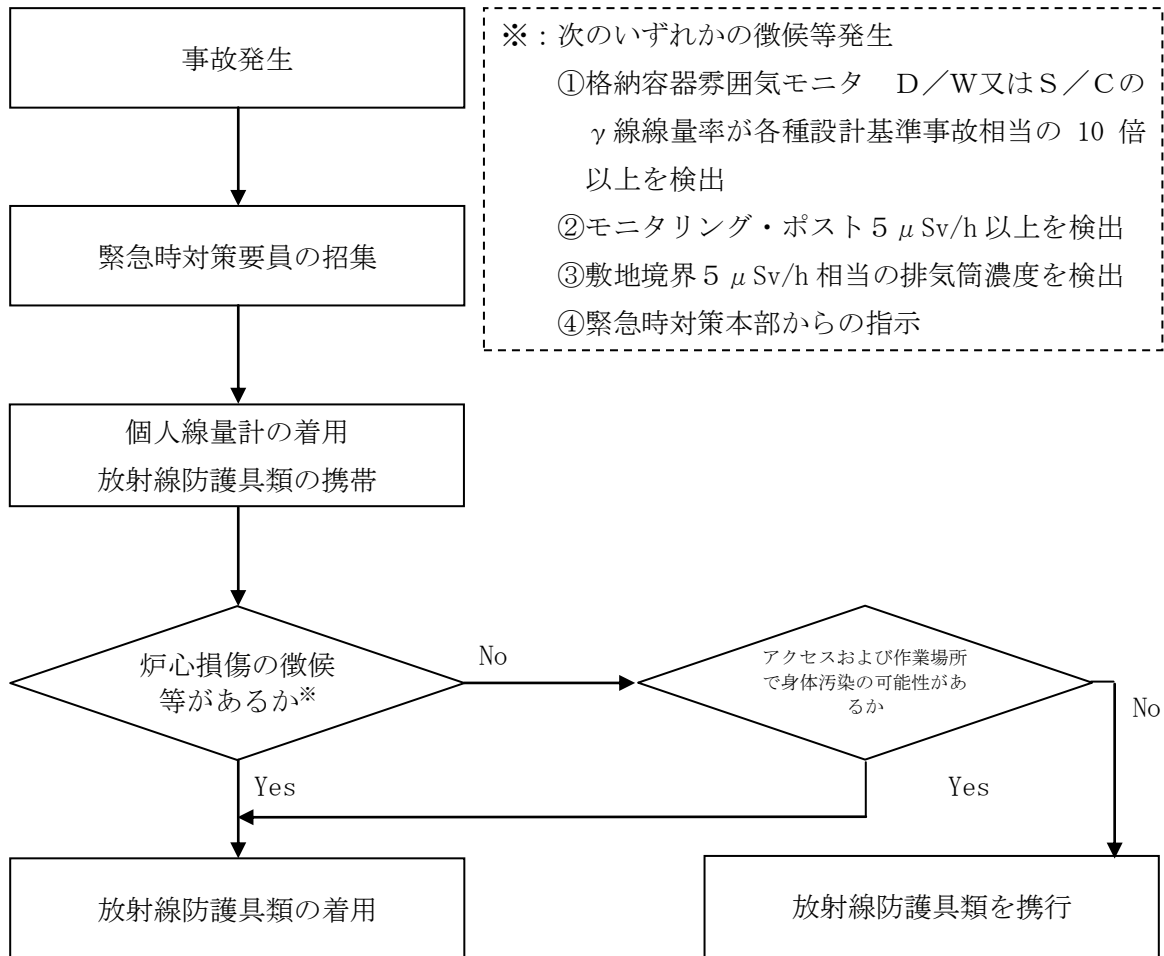 事故発生
※：次のいずれかの徴候等発生
①格納容器雰囲気モニタ　Ｄ／Ｗ又はＳ／Ｃの
γ線線量率が各種設計基準事故相当の 10 倍
以上を検出
②モニタリング・ポスト５μSv/h 以上を検出
③敷地境界５μSv/h 相当の排気筒濃度を検出
④緊急時対策本部からの指示
緊急時対策要員の招集
個人線量計の着用
放射線防護具類の携帯
炉心損傷の徴候
等があるか※
No
アクセスおよび作業場所
で身体汚染の可能性があ
るか
No
Yes
Yes
放射線防護具類の着用
放射線防護具類を携行